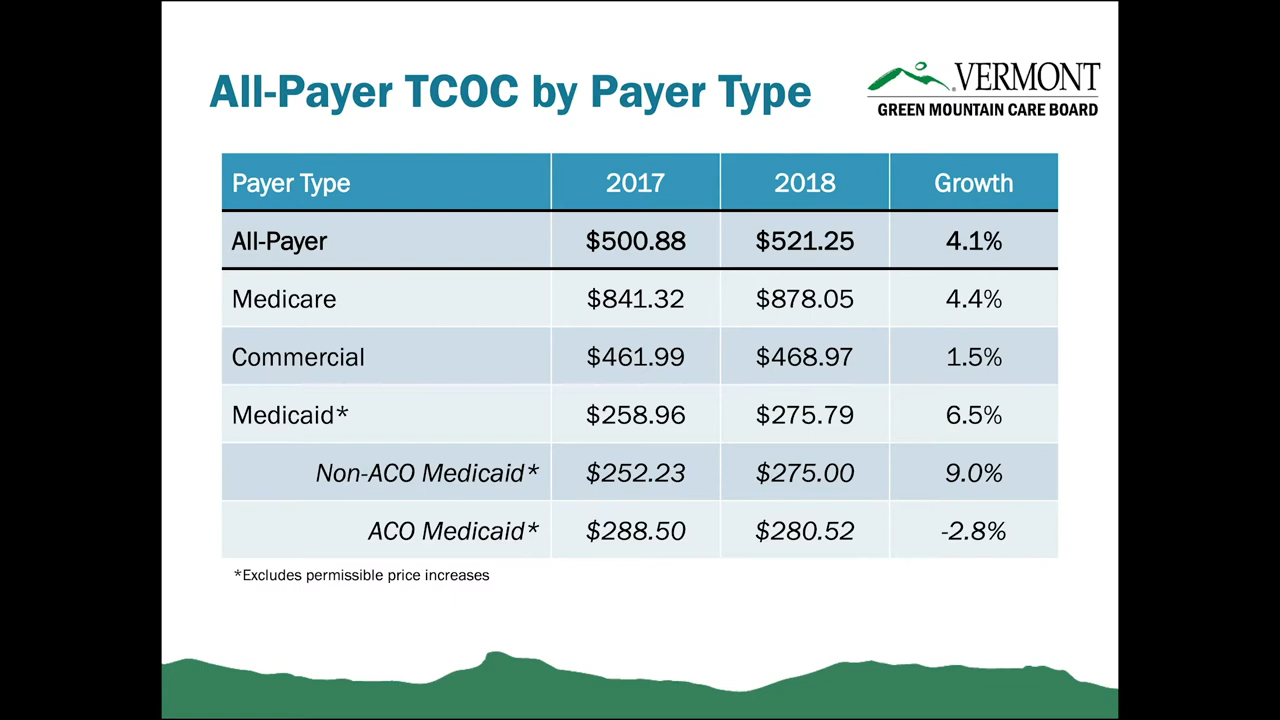 All-Payer TCOC by Payer Type
VERMONT
GREEN MOUNTAIN CARE BOARD
Payer Type 2017 2018 Growth
All-Payer $500.88 $521.25 4.1%
Medicare $841.32 $878.05 4.4%
Commercial $461.99 $468.97 1.5%
Medicaid* $258.96 $275.79 6.5%
Non-ACO Medicaid* $252.23 $275.00 9.0%
ACO Medicaid* $288.50 $280.52 -2.8%
*Excludes permissible price increases